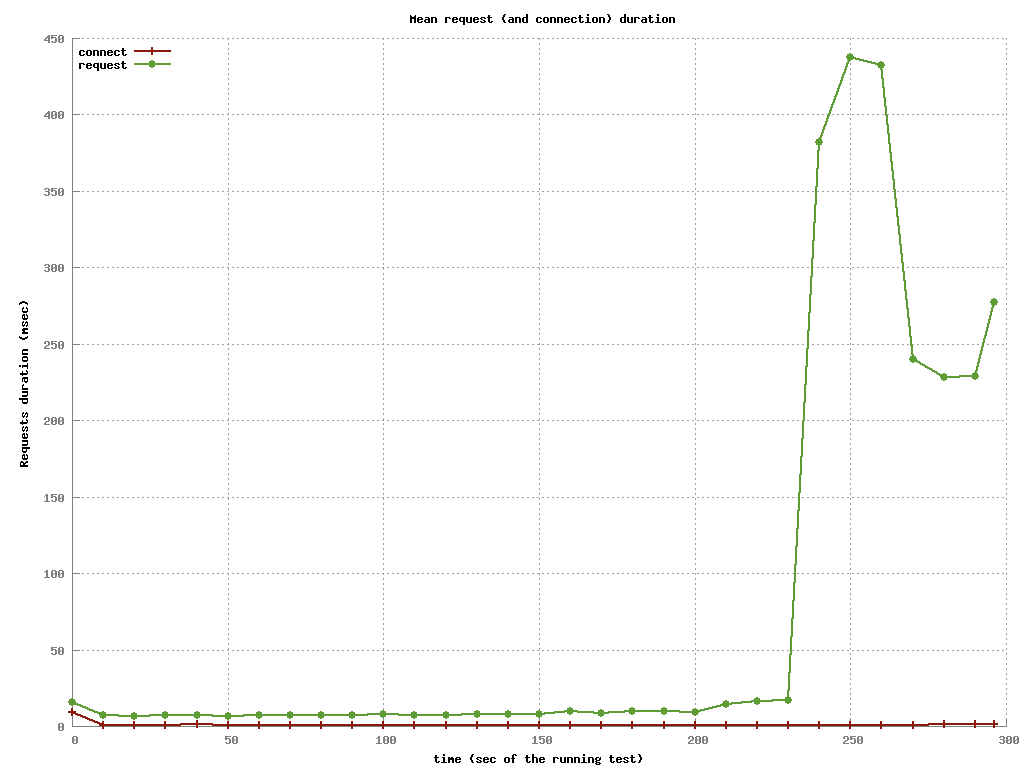 Mean request (and connection) duration
450
connect
request
400
350
300
250
200
150
100
50
0
Requests duration (msec)
0 50 100 150 200 250 300
time (sec of the running test)